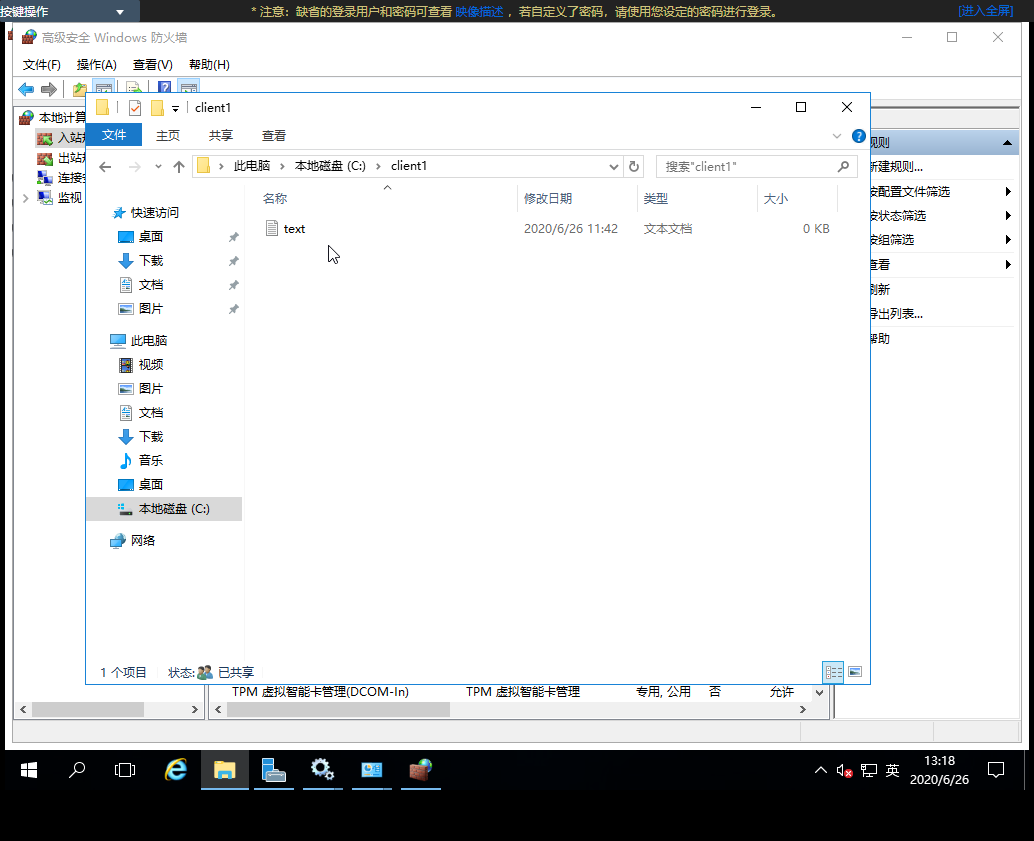 按键操作
* 注意：缺省的登录用户和密码可查看 映像描述 ，若自定义了密码，请使用您设定的密码进行登录。
[进入全屏]
高级安全 Windows 防火墙
文件(F) 操作(A) 查看(V) 帮助(H)
client1
文件 主页 共享 查看
此电脑 本地磁盘 (C:) client1
搜索"client1"
名称 修改日期 类型 大小
text 2020/6/26 11:42 文本文档 0 KB
快速访问
桌面
下载
文档
图片
此电脑
视频
图片
文档
下载
音乐
桌面
本地磁盘 (C:)
网络
1 个项目 状态: 已共享
本地计算
入站
出站
连接安
监视
规则
新建规则...
按配置文件筛选
按状态筛选
按组筛选
查看
刷新
导出列表...
帮助
TPM 虚拟智能卡管理(DCOM-In) TPM 虚拟智能卡管理 专用, 公用 否 允许
英
13:18
2020/6/26